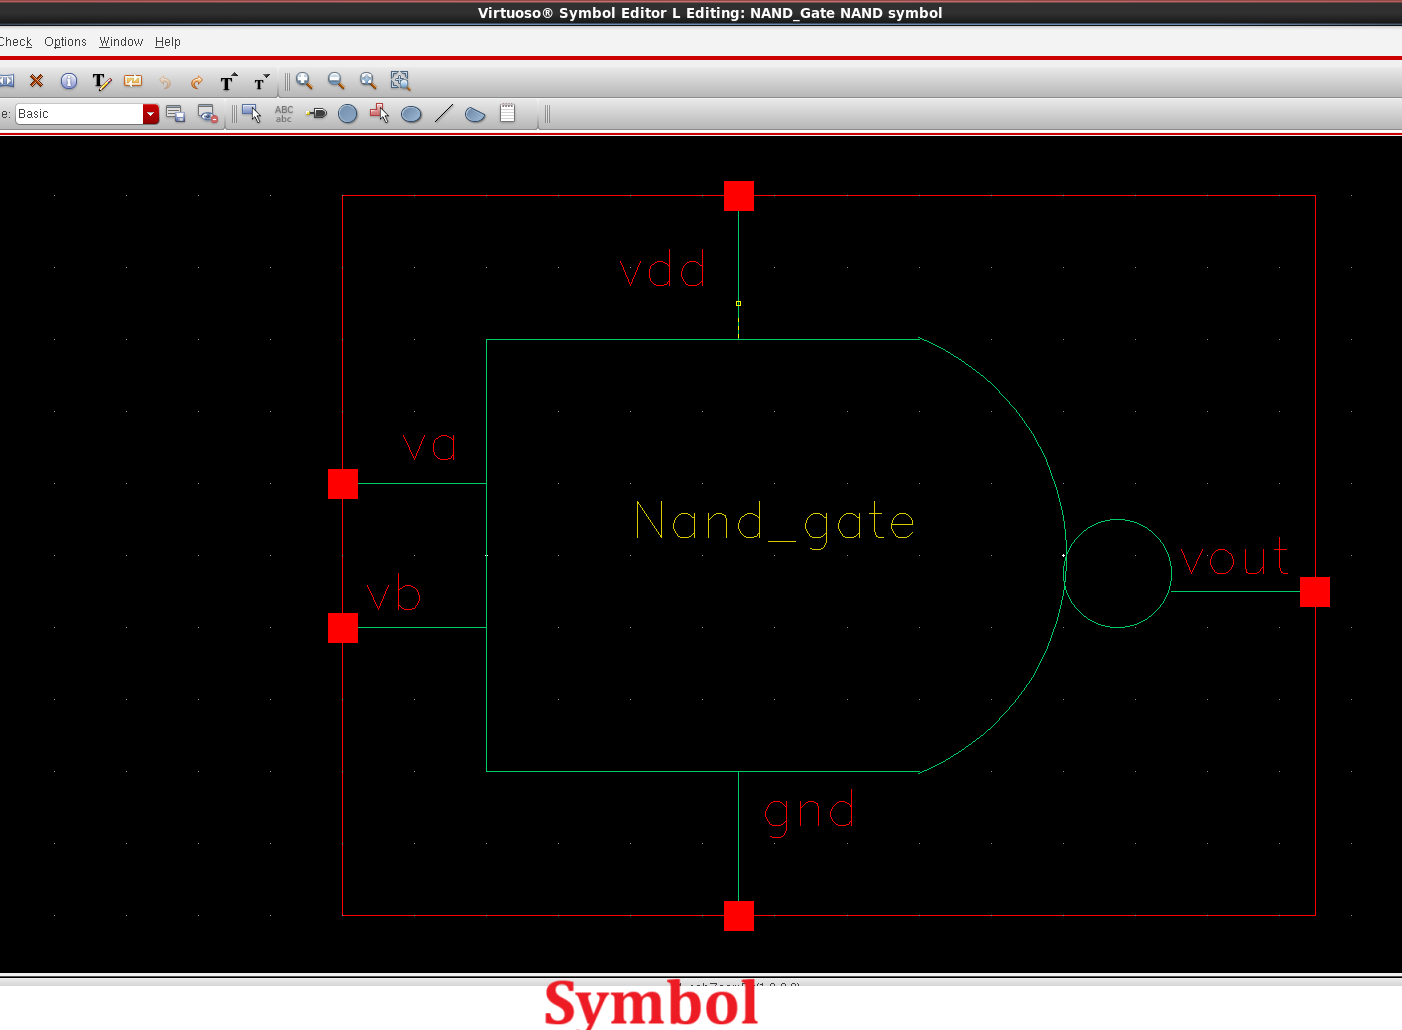 Virtuoso® Symbol Editor L Editing: NAND_Gate NAND symbol
Check Options Window Help
T T T
e: Basic ABC
abc
vdd
va
Nand_gate
vout
vb
gnd
Symbol